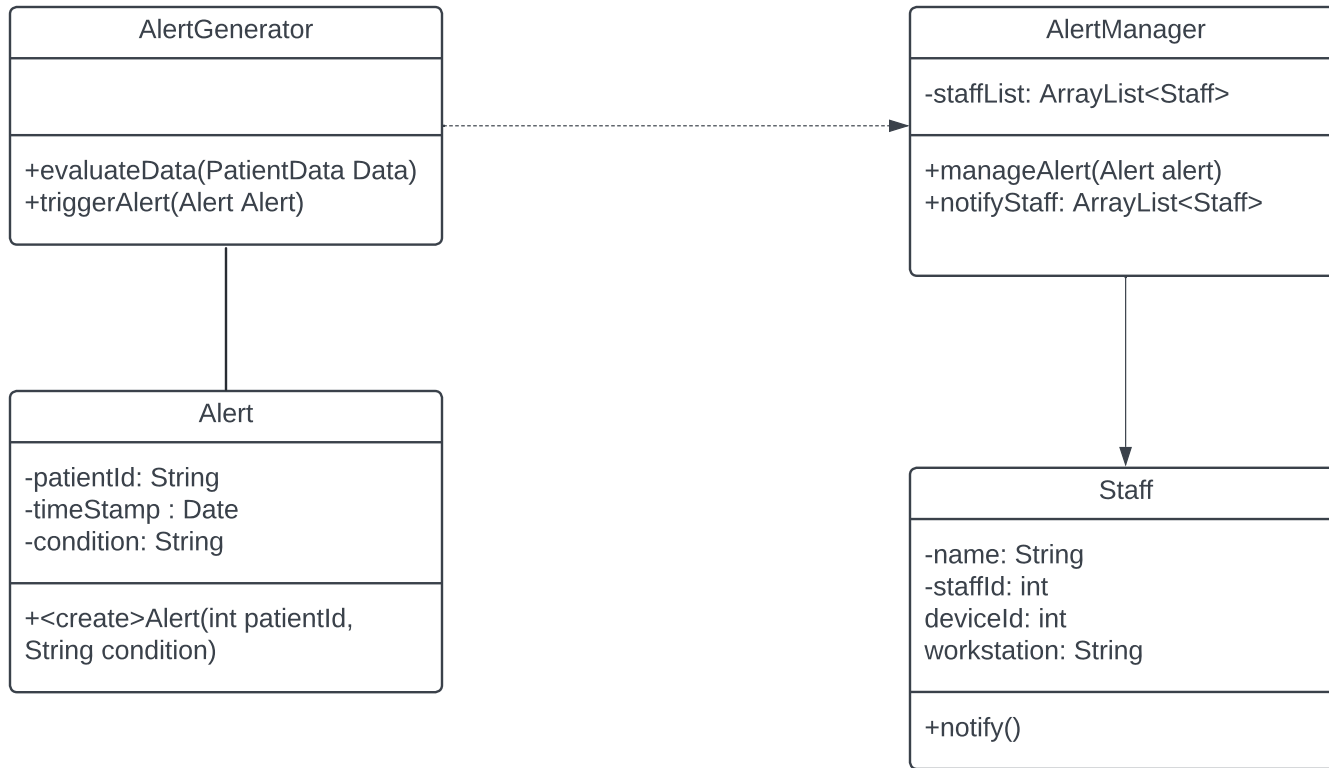 AlertGenerator
+evaluateData(PatientData Data)
+triggerAlert(Alert Alert)
AlertManager
-staffList: ArrayList<Staff>
+manageAlert(Alert alert)
+notifyStaff: ArrayList<Staff>
Alert
-patientId: String
-timeStamp : Date
-condition: String
+<create>Alert(int patientId,
String condition)
Staff
-name: String
-staffId: int
deviceId: int
workstation: String
+notify()